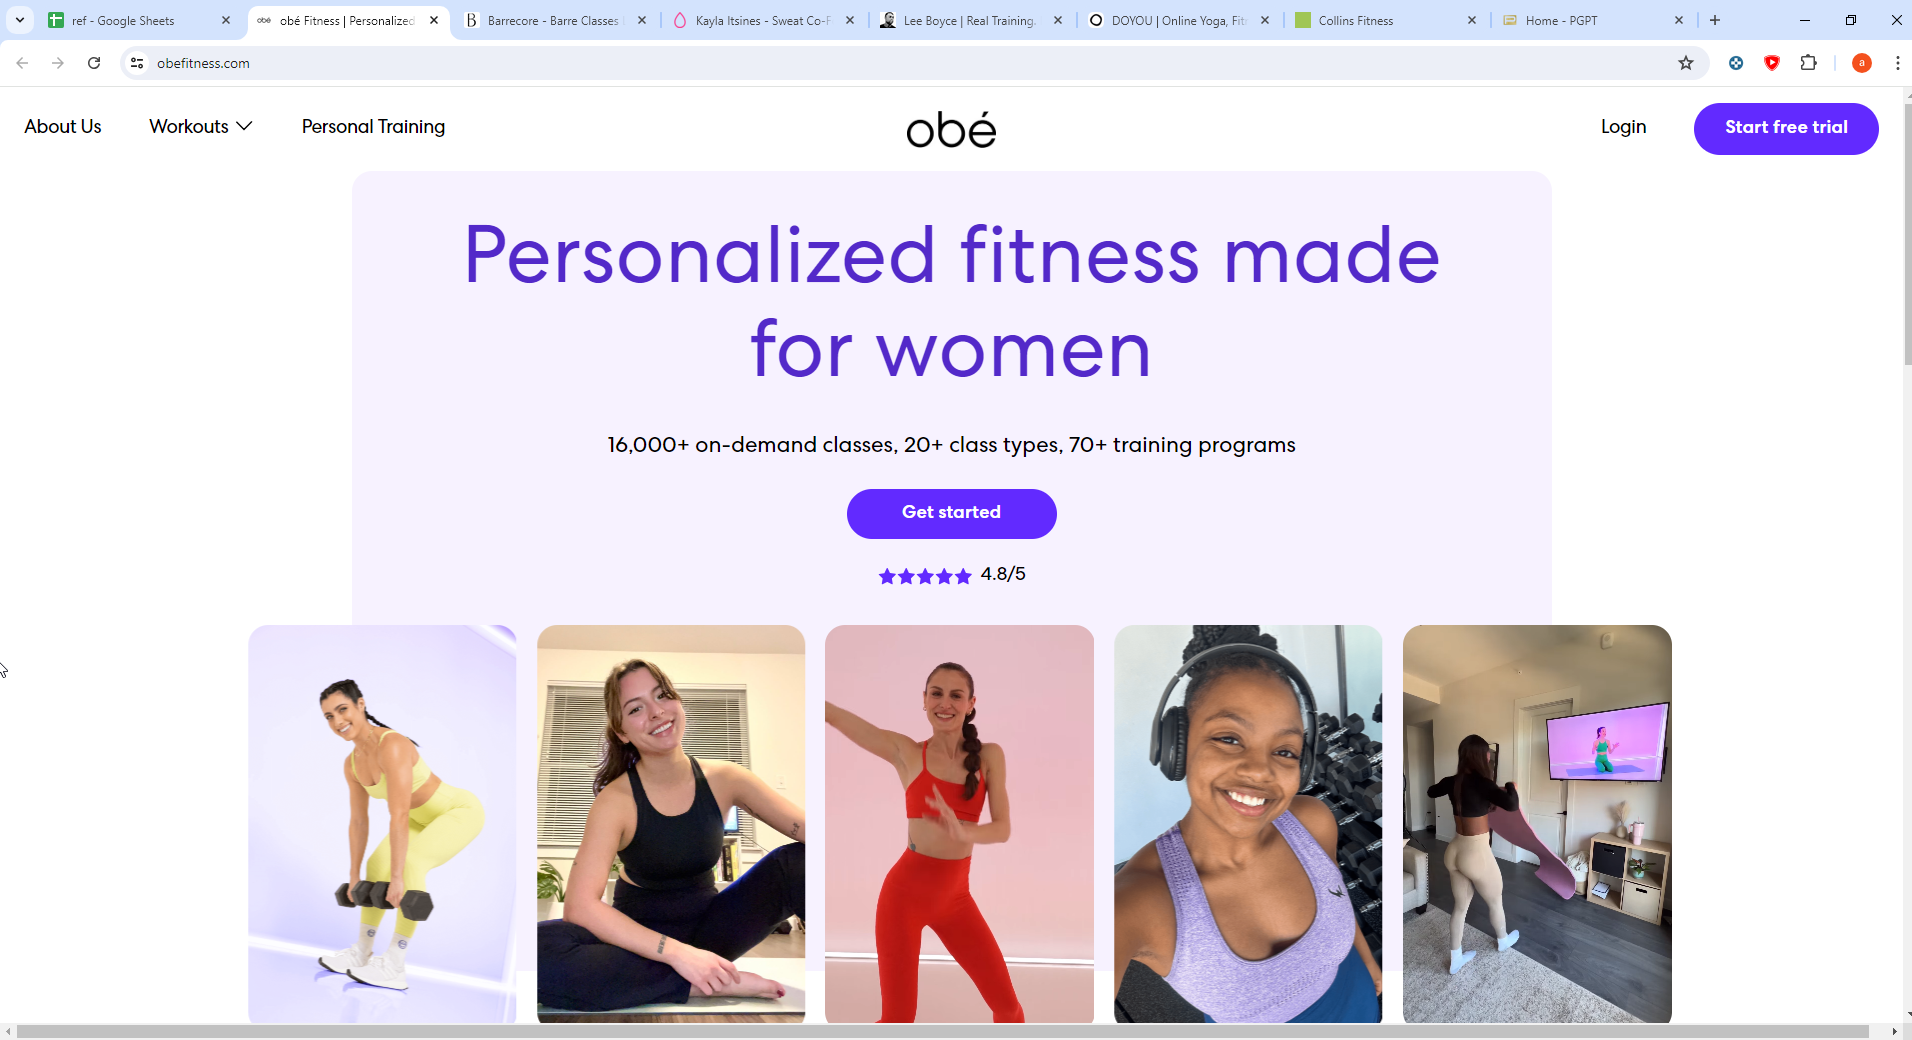 ref - Google Sheets
obé Fitness | Personalized
Barrecore - Barre Classes
Kayla Itsines - Sweat Co-F
Lee Boyce | Real Training.
DOYOU | Online Yoga, Fit
Collins Fitness
Home - PGPT
obefitness.com
a
About Us
Workouts
Personal Training
obé
Login
Start free trial
Personalized fitness made
for women
16,000+ on-demand classes, 20+ class types, 70+ training programs
Get started
4.8/5